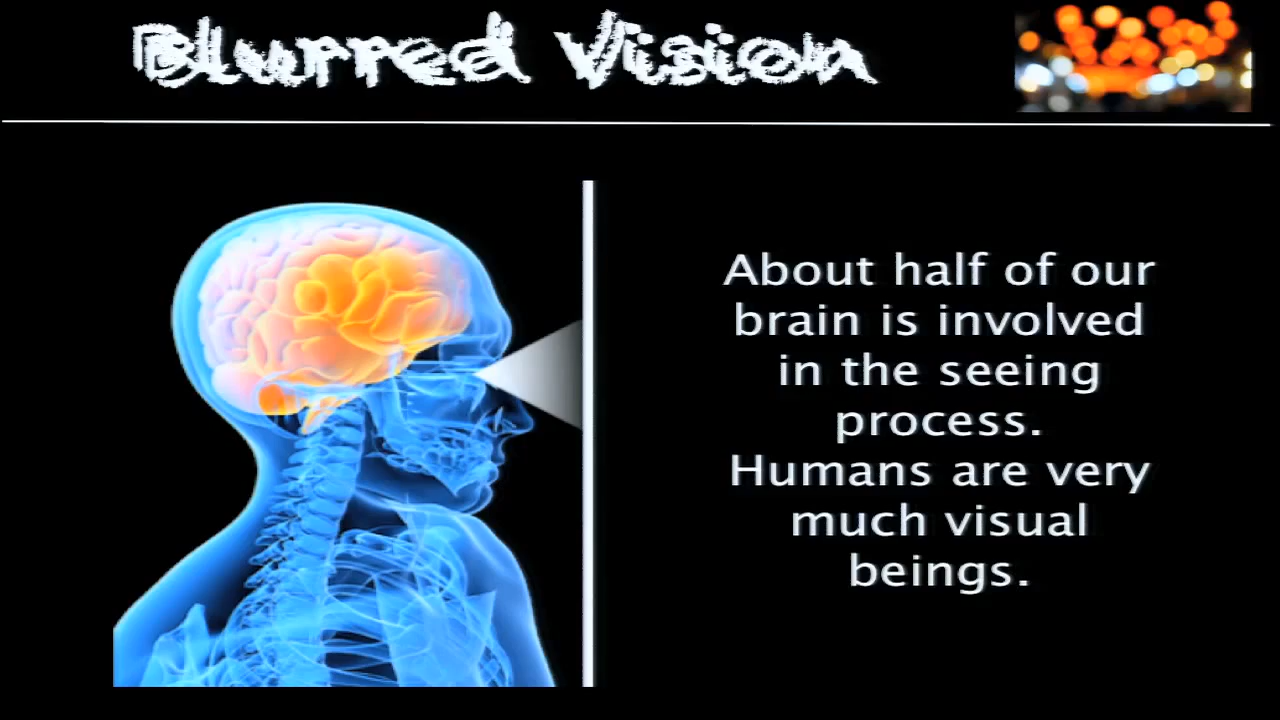 Blurred Vision
About half of our
brain is involved
in the seeing
process.
Humans are very
much visual
beings.